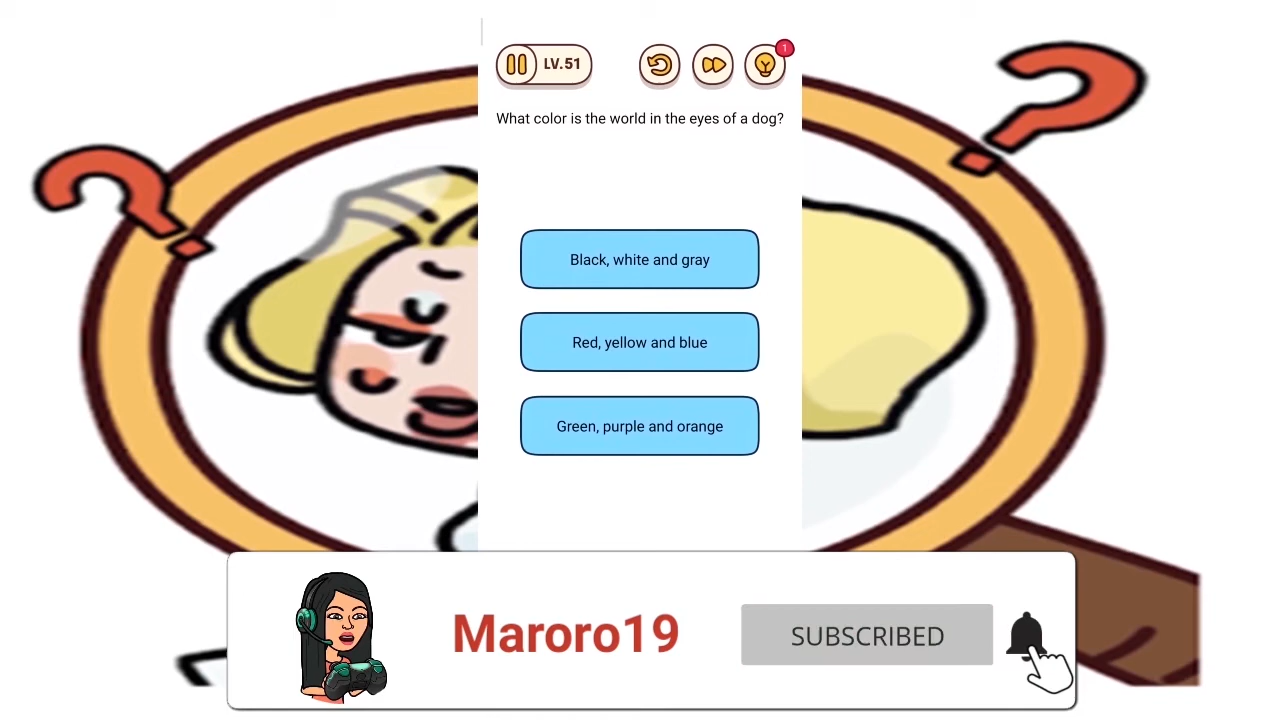 LV.51
1
What color is the world in the eyes of a dog?
Black, white and gray
Red, yellow and blue
Green, purple and orange
Maroro19
SUBSCRIBED